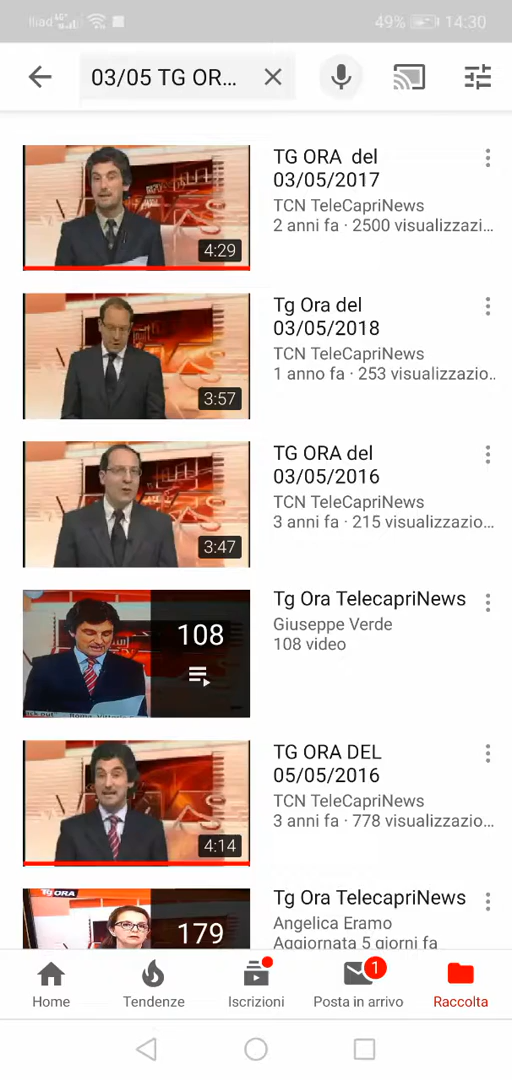 Iliad 4G+ 49% 14:30
03/05 TG OR...
TG ORA del
03/05/2017
TCN TeleCapriNews
2 anni fa · 2500 visualizzazi...
4:29
Tg Ora del
03/05/2018
TCN TeleCapriNews
1 anno fa · 253 visualizzazio...
3:57
TG ORA del
03/05/2016
TCN TeleCapriNews
3 anni fa · 215 visualizzazio...
3:47
Tg Ora TelecapriNews
Giuseppe Verde
108 video
108
TG ORA DEL
05/05/2016
TCN TeleCapriNews
3 anni fa · 778 visualizzazio...
4:14
TG ORA
Tg Ora TelecapriNews
Angelica Eramo
Aggiornata 5 giorni fa
179
1
Home Tendenze Iscrizioni Posta in arrivo Raccolta